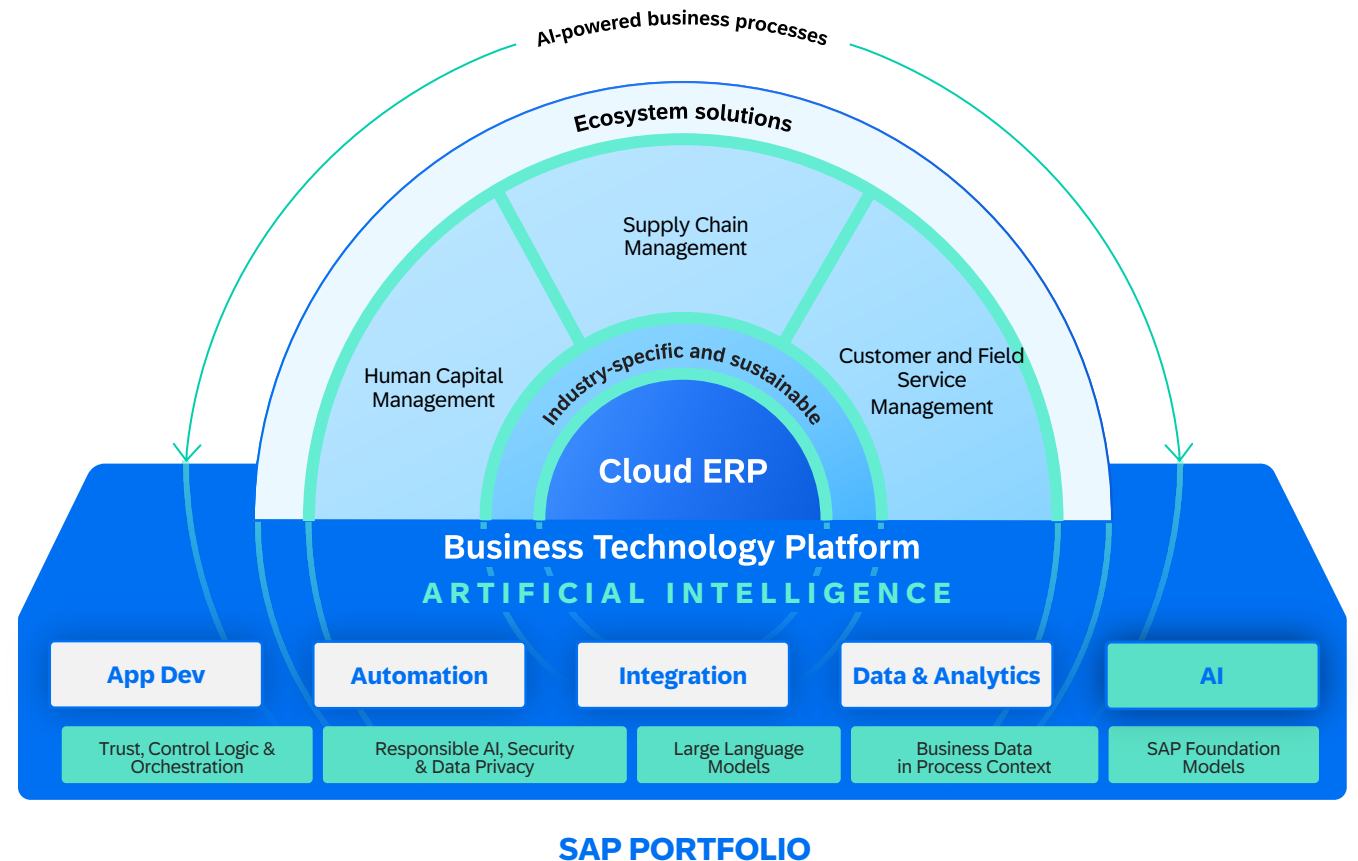 AI-powered business processes
Ecosystem solutions
Supply Chain
Management
Human Capital
Management
Customer and Field
Service
Management
Industry-specific and sustainable
Cloud ERP
Business Technology Platform
ARTIFICIAL INTELLIGENCE
App Dev
Automation
Integration
Data & Analytics
AI
Trust, Control Logic &
Orchestration
Responsible AI, Security
& Data Privacy
Large Language
Models
Business Data
in Process Context
SAP Foundation
Models
SAP PORTFOLIO